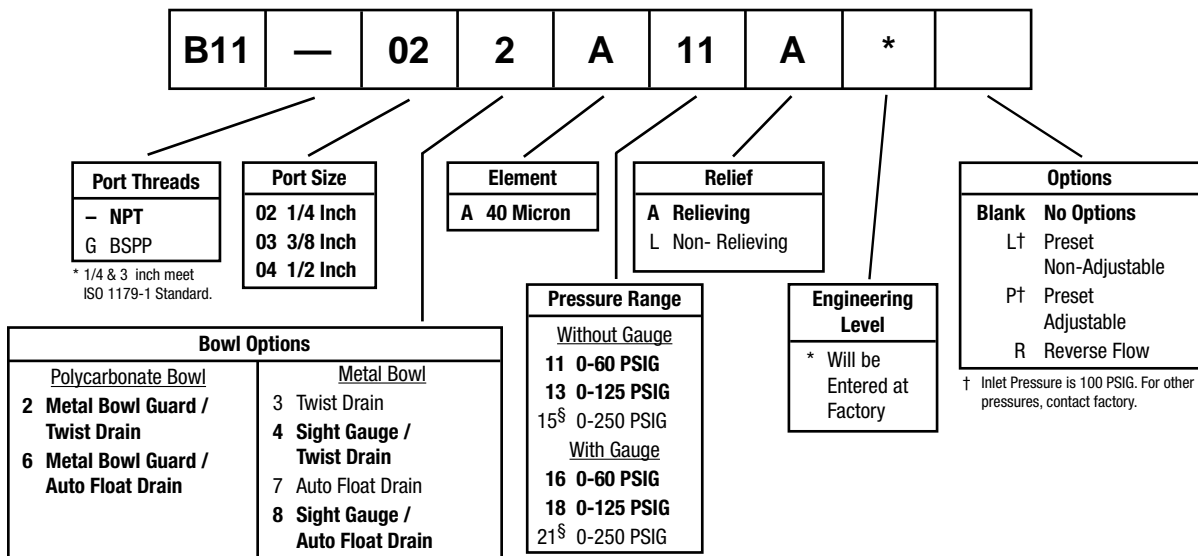 B11 — 02 2 A 11 A *
Port Threads
– NPT
G BSPP
* 1/4 & 3 inch meet
ISO 1179-1 Standard.
Port Size
02 1/4 Inch
03 3/8 Inch
04 1/2 Inch
Element
A 40 Micron
Relief
A Relieving
L Non- Relieving
Options
Blank No Options
L† Preset
Non-Adjustable
P† Preset
Adjustable
R Reverse Flow
† Inlet Pressure is 100 PSIG. For other
pressures, contact factory.
Bowl Options
Polycarbonate Bowl
2 Metal Bowl Guard /
Twist Drain
6 Metal Bowl Guard /
Auto Float Drain
Metal Bowl
3 Twist Drain
4 Sight Gauge /
Twist Drain
7 Auto Float Drain
8 Sight Gauge /
Auto Float Drain
Pressure Range
Without Gauge
11 0-60 PSIG
13 0-125 PSIG
15§ 0-250 PSIG
With Gauge
16 0-60 PSIG
18 0-125 PSIG
21§ 0-250 PSIG
Engineering
Level
* Will be
Entered at
Factory